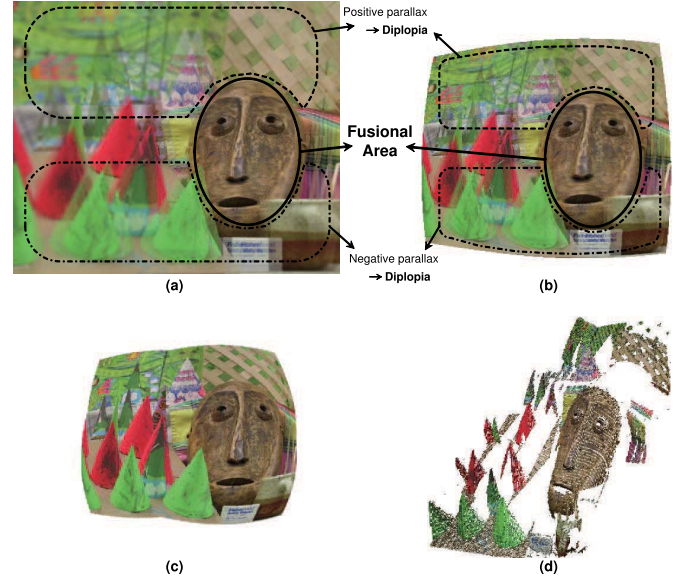 Positive parallax
→ Diplopia
Fusional
Area
Negative parallax
→ Diplopia
(a)
(b)
(c)
(d)